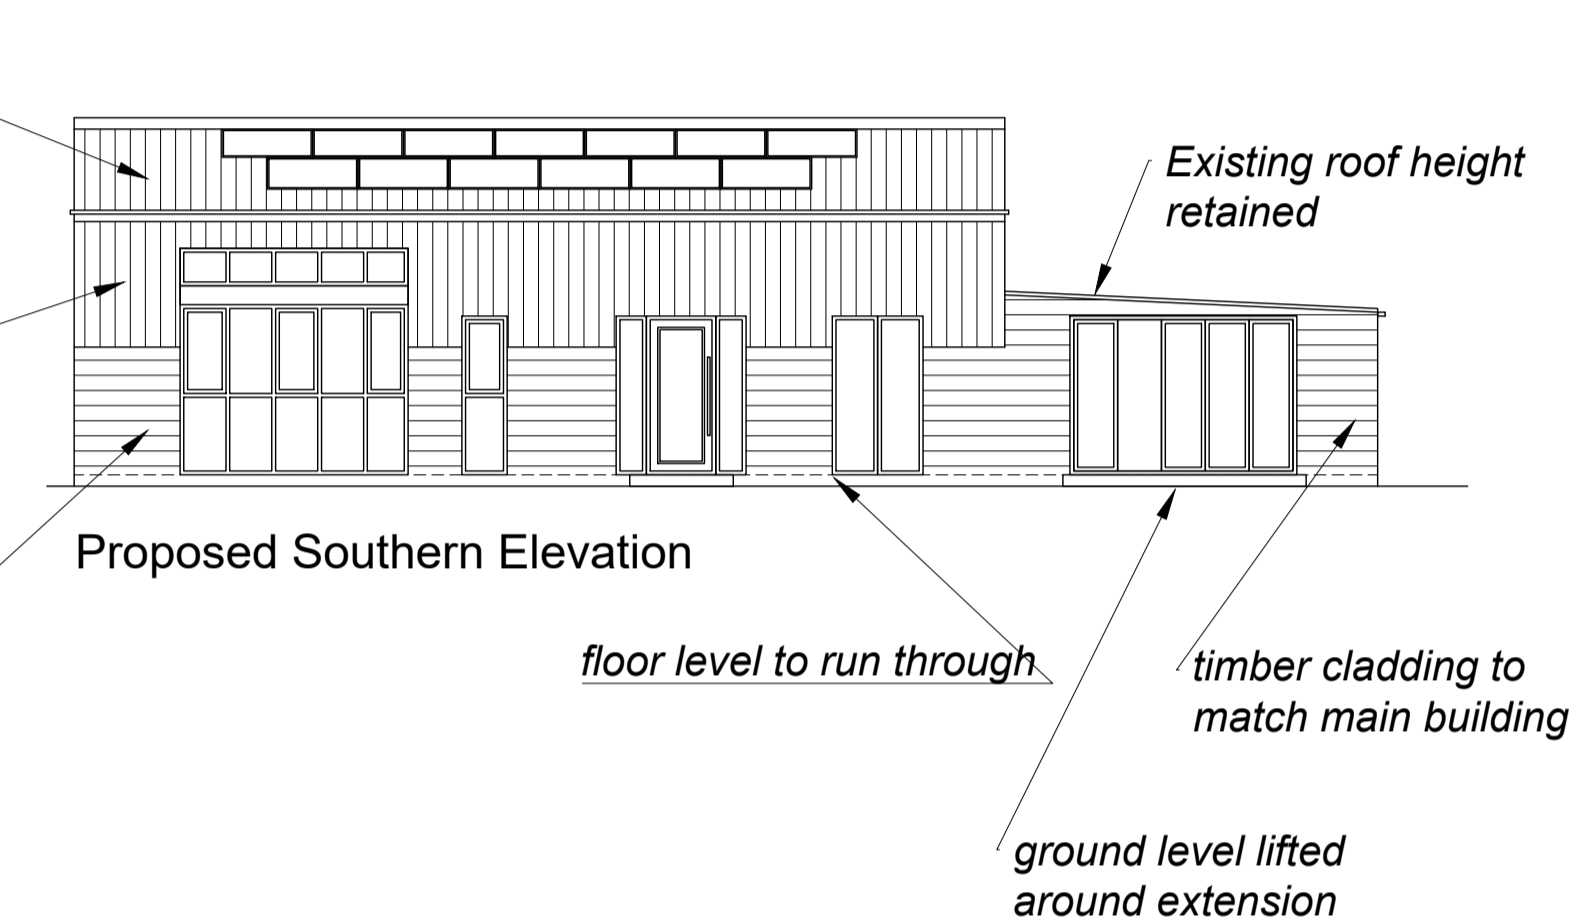 Existing roof height
retained
Proposed Southern Elevation
floor level to run through
timber cladding to
match main building
ground level lifted
around extension